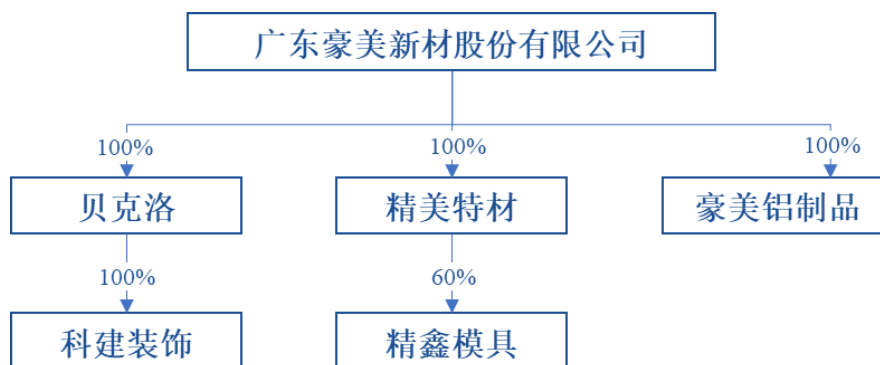 广东豪美新材股份有限公司
100%
100%
100%
贝克洛
精美特材
豪美铝制品
100%
60%
科建装饰
精鑫模具